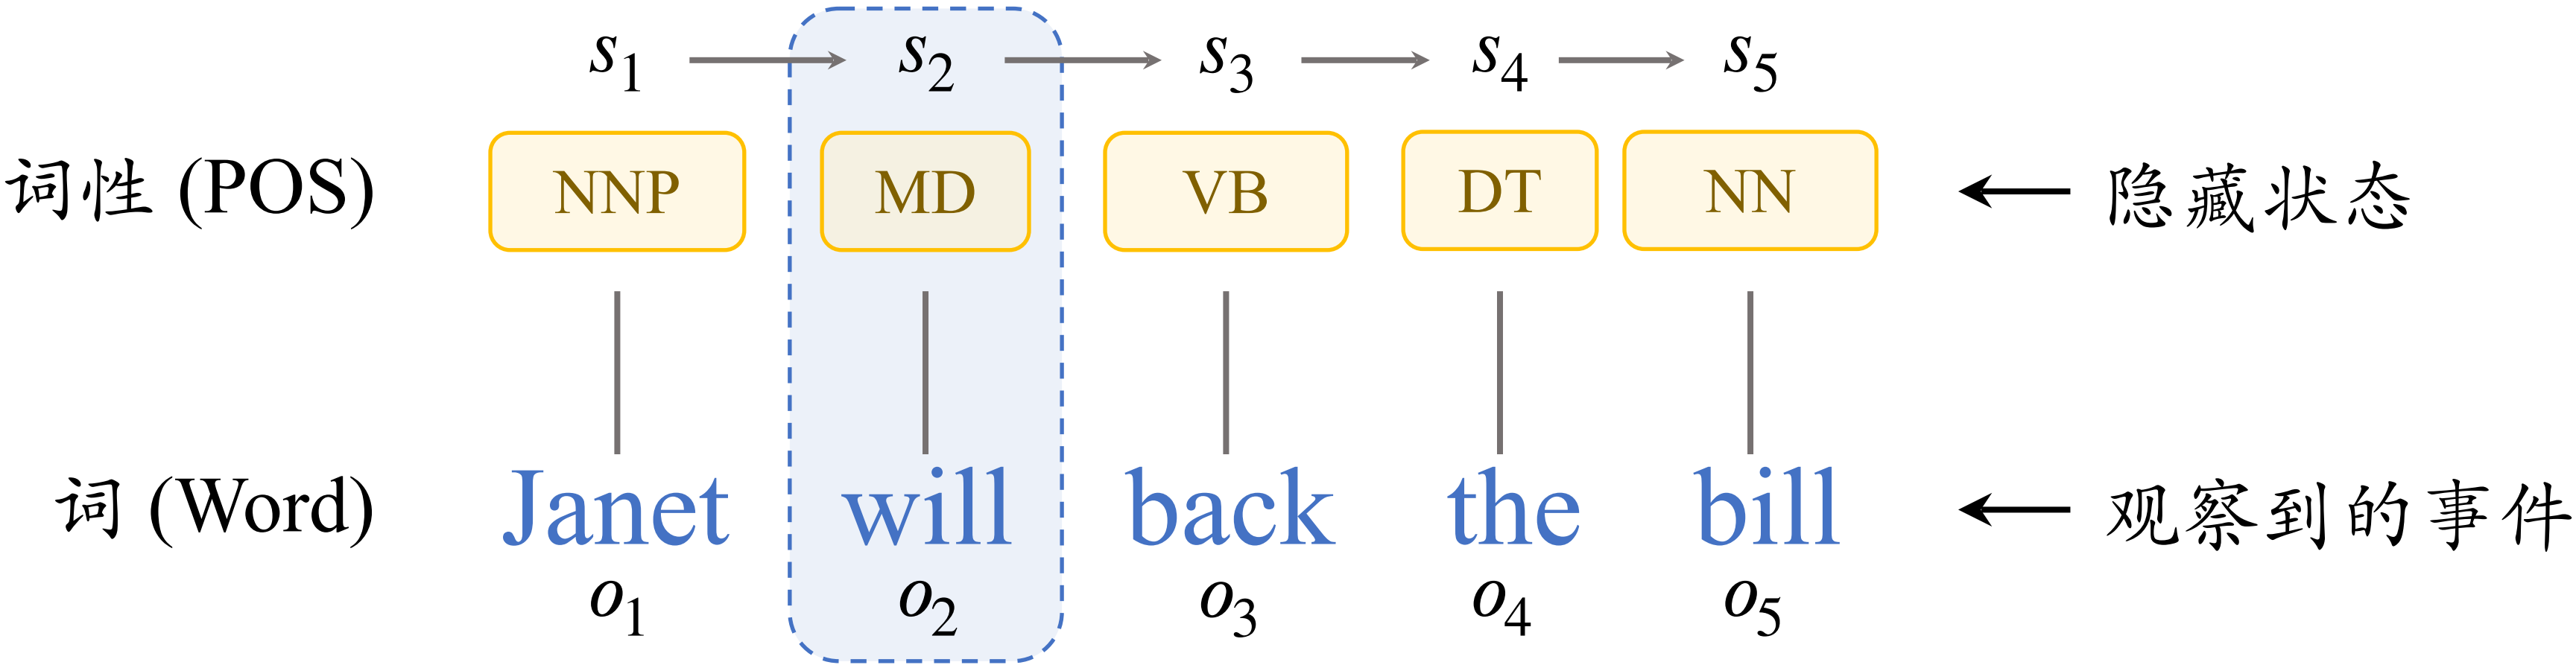 s1 s2 s3 s4 s5
词性 (POS) NNP MD VB DT NN 隐藏状态
词 (Word) Janet will back the bill 观察到的事件
o1 o2 o3 o4 o5